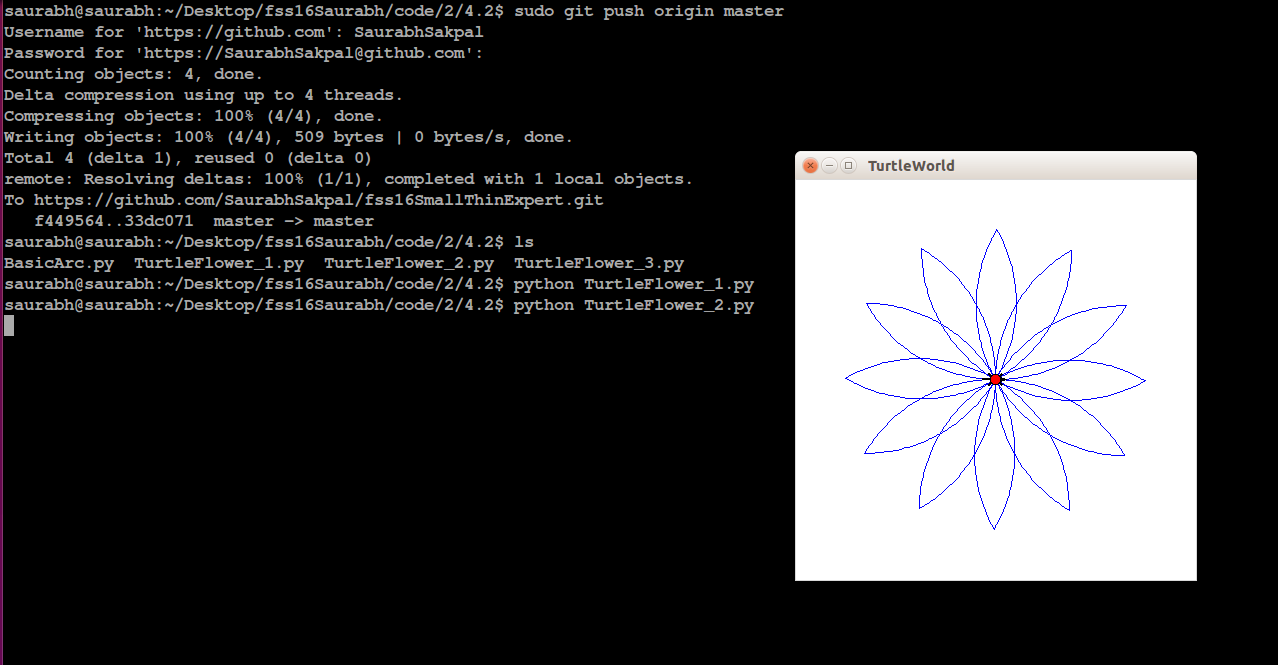 saurabh@saurabh:~/Desktop/fss16Saurabh/code/2/4.2$ sudo git push origin master
Username for 'https://github.com': SaurabhSakpal
Password for 'https://SaurabhSakpal@github.com':
Counting objects: 4, done.
Delta compression using up to 4 threads.
Compressing objects: 100% (4/4), done.
Writing objects: 100% (4/4), 509 bytes | 0 bytes/s, done.
Total 4 (delta 1), reused 0 (delta 0)
remote: Resolving deltas: 100% (1/1), completed with 1 local objects.
To https://github.com/SaurabhSakpal/fss16SmallThinExpert.git
   f449564..33dc071  master -> master
saurabh@saurabh:~/Desktop/fss16Saurabh/code/2/4.2$ ls
BasicArc.py  TurtleFlower_1.py  TurtleFlower_2.py  TurtleFlower_3.py
saurabh@saurabh:~/Desktop/fss16Saurabh/code/2/4.2$ python TurtleFlower_1.py
saurabh@saurabh:~/Desktop/fss16Saurabh/code/2/4.2$ python TurtleFlower_2.py
TurtleWorld